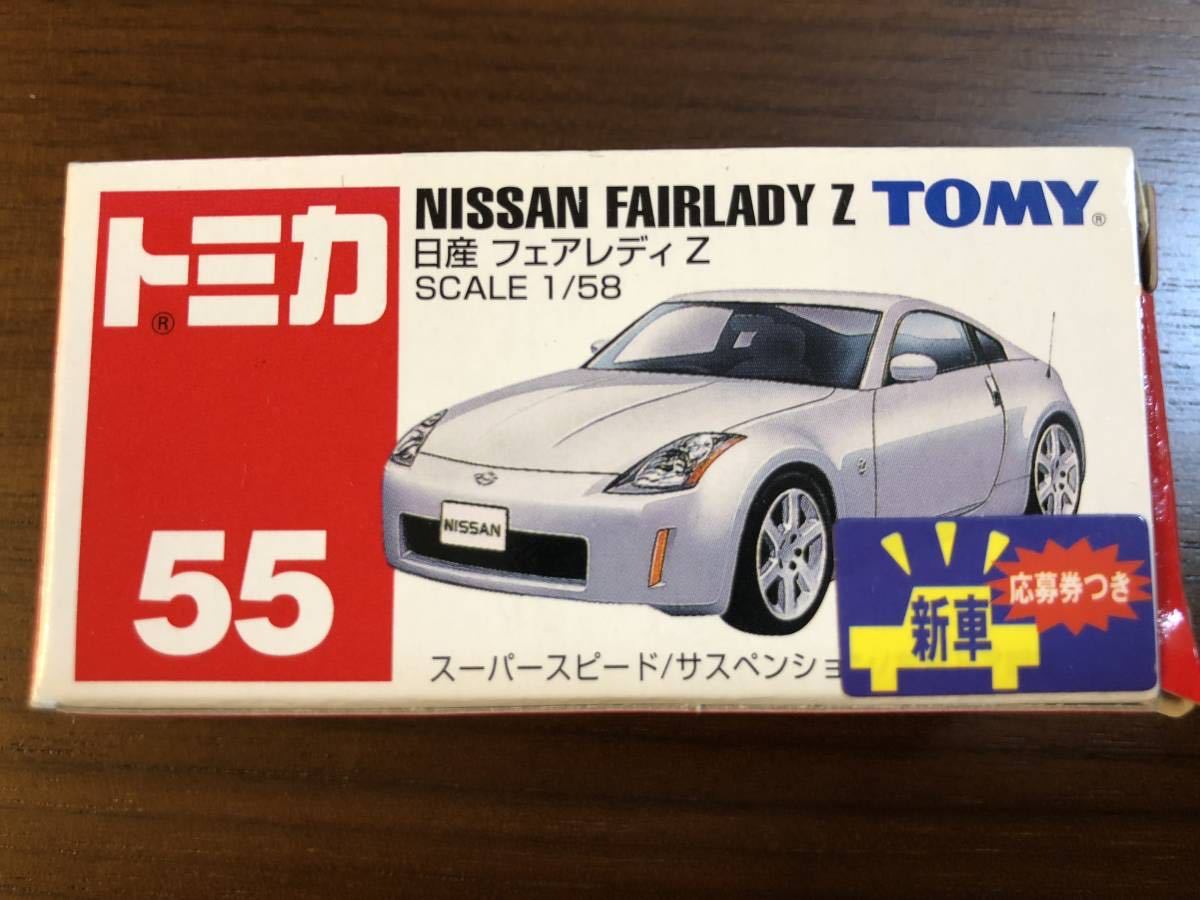 トミカ®
55
NISSAN FAIRLADY Z TOMY®
日産 フェアレディ Z
SCALE 1/58
NISSAN
スーパースピード/サスペンショ
新車
応募券つき